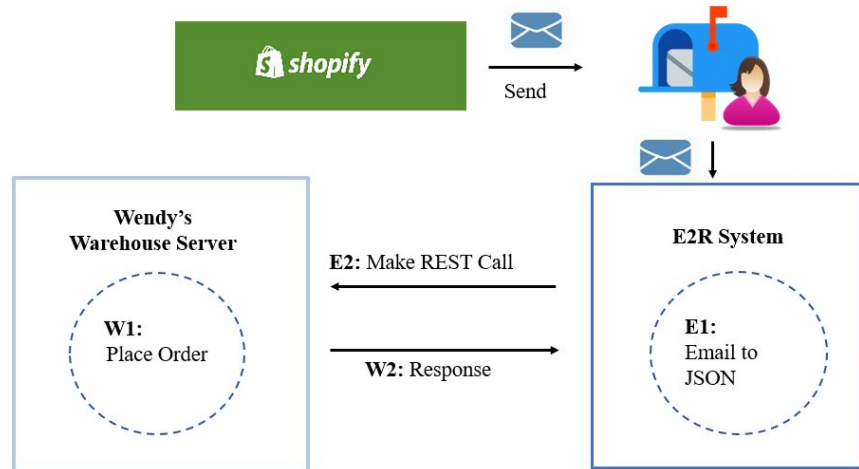 shopify
Send
Wendy's
Warehouse Server
E2R System
E2: Make REST Call
W1:
Place Order
E1:
Email to
JSON
W2: Response